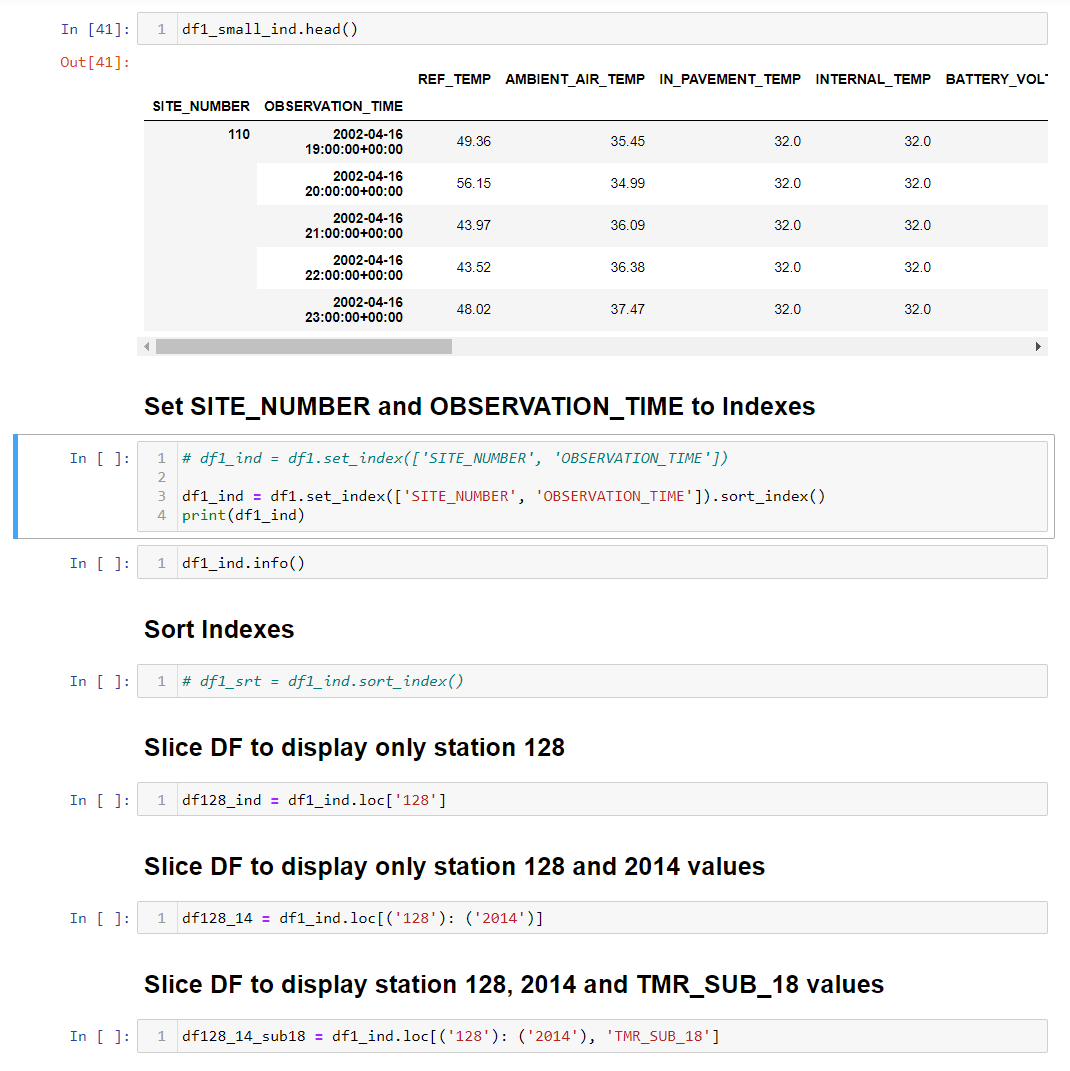 In [41]: 1 df1_small_ind.head()
Out[41]:
REF_TEMP AMBIENT_AIR_TEMP IN_PAVEMENT_TEMP INTERNAL_TEMP BATTERY_VOLT
SITE_NUMBER OBSERVATION_TIME
110 2002-04-16
19:00:00+00:00 49.36 35.45 32.0 32.0
2002-04-16
20:00:00+00:00 56.15 34.99 32.0 32.0
2002-04-16
21:00:00+00:00 43.97 36.09 32.0 32.0
2002-04-16
22:00:00+00:00 43.52 36.38 32.0 32.0
2002-04-16
23:00:00+00:00 48.02 37.47 32.0 32.0
Set SITE_NUMBER and OBSERVATION_TIME to Indexes
In [ ]: 1 # df1_ind = df1.set_index(['SITE_NUMBER', 'OBSERVATION_TIME'])
2
3 df1_ind = df1.set_index(['SITE_NUMBER', 'OBSERVATION_TIME']).sort_index()
4 print(df1_ind)
In [ ]: 1 df1_ind.info()
Sort Indexes
In [ ]: 1 # df1_srt = df1_ind.sort_index()
Slice DF to display only station 128
In [ ]: 1 df128_ind = df1_ind.loc['128']
Slice DF to display only station 128 and 2014 values
In [ ]: 1 df128_14 = df1_ind.loc[('128'): ('2014')]
Slice DF to display station 128, 2014 and TMR_SUB_18 values
In [ ]: 1 df128_14_sub18 = df1_ind.loc[('128'): ('2014'), 'TMR_SUB_18']